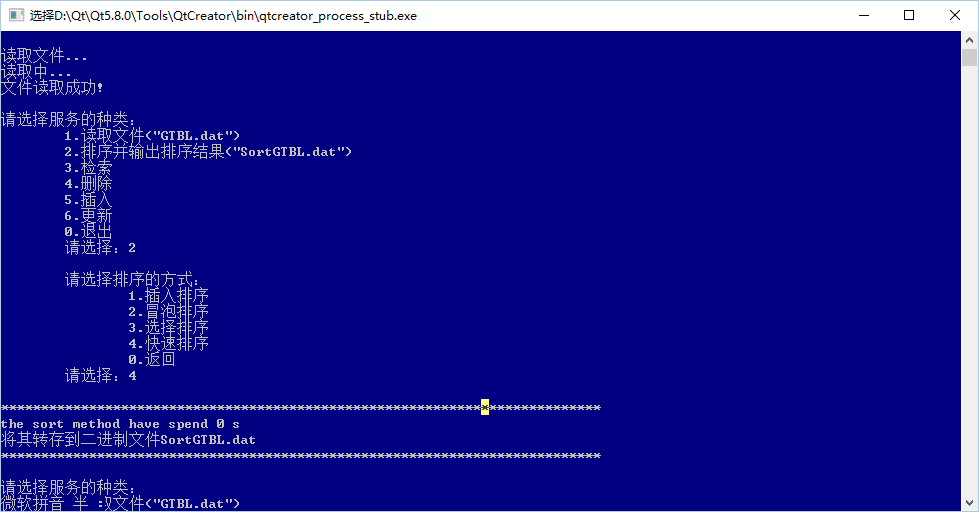 选择D:\Qt\Qt5.8.0\Tools\QtCreator\bin\qtcreator_process_stub.exe
读取文件...
读取中...
文件读取成功!
请选择服务的种类:
1.读取文件("GTBL.dat")
2.排序并输出排序结果("SortGTBL.dat")
3.检索
4.删除
5.插入
6.更新
0.退出
请选择: 2
请选择排序的方式:
1.插入排序
2.冒泡排序
3.选择排序
4.快速排序
0.返回
请选择: 4
***************************************************************************
the sort method have spend 0 s
将其转存到二进制文件SortGTBL.dat
***************************************************************************
请选择服务的种类:
微软拼音 半 :取文件("GTBL.dat")